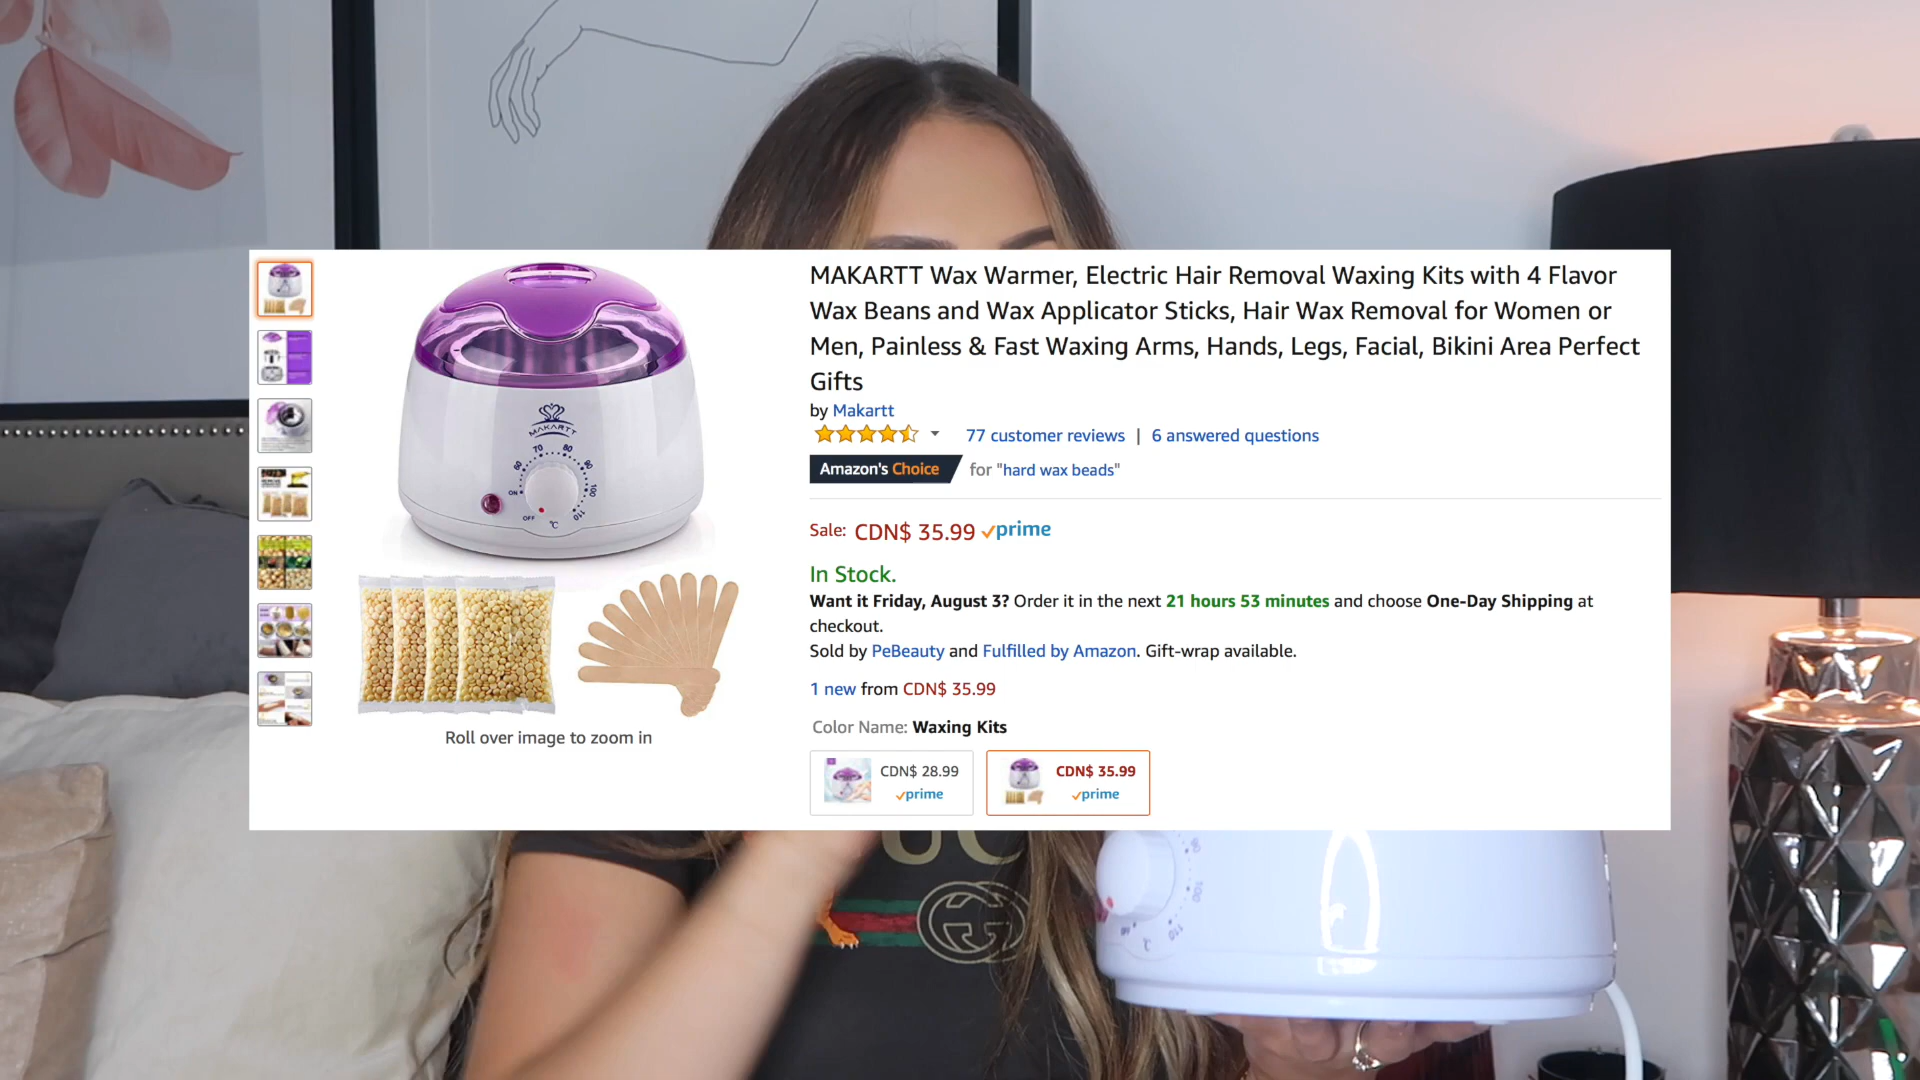 MAKARTT Wax Warmer, Electric Hair Removal Waxing Kits with 4 Flavor
Wax Beans and Wax Applicator Sticks, Hair Wax Removal for Women or
Men, Painless & Fast Waxing Arms, Hands, Legs, Facial, Bikini Area Perfect
Gifts
by Makartt
77 customer reviews | 6 answered questions
Amazon's Choice for "hard wax beads"
Sale: CDN$ 35.99 prime
In Stock.
Want it Friday, August 3? Order it in the next 21 hours 53 minutes and choose One-Day Shipping at
checkout.
Sold by PeBeauty and Fulfilled by Amazon. Gift-wrap available.
1 new from CDN$ 35.99
Color Name: Waxing Kits
CDN$ 28.99
prime
CDN$ 35.99
prime
MAKARTT
60 70 80 90 100 110
ON
OFF
°C
Roll over image to zoom in
90
100
110
°C